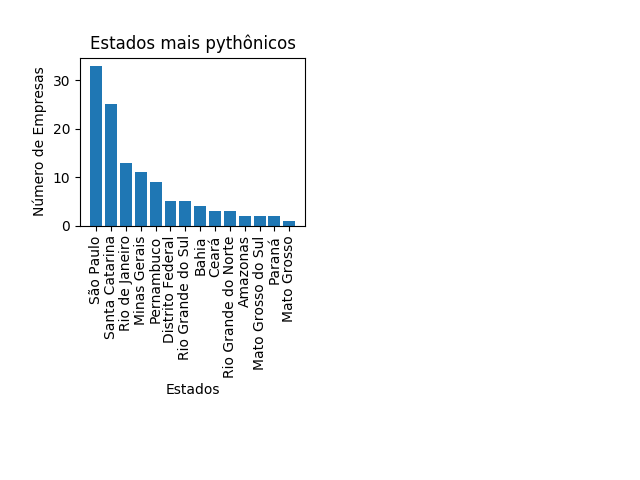 Estados mais pythônicos
Número de Empresas
30
20
10
0
São Paulo
Santa Catarina
Rio de Janeiro
Minas Gerais
Pernambuco
Distrito Federal
Rio Grande do Sul
Bahia
Ceará
Rio Grande do Norte
Amazonas
Mato Grosso do Sul
Paraná
Mato Grosso
Estados